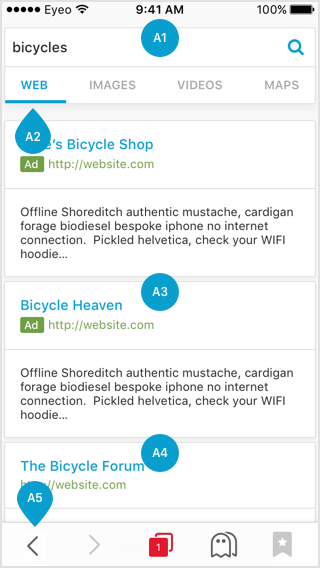 Eyeo 9:41 AM 100%
A1
bicycles
WEB IMAGES VIDEOS MAPS
A2
's Bicycle Shop
Ad http://website.com
Offline Shoreditch authentic mustache, cardigan
forage biodiesel bespoke iphone no internet
connection. Pickled helvetica, check your WIFI
hoodie...
A3
Bicycle Heaven
Ad http://website.com
Offline Shoreditch authentic mustache, cardigan
forage biodiesel bespoke iphone no internet
connection. Pickled helvetica, check your WIFI
hoodie...
A4
The Bicycle Forum
A5
http://website.com
1